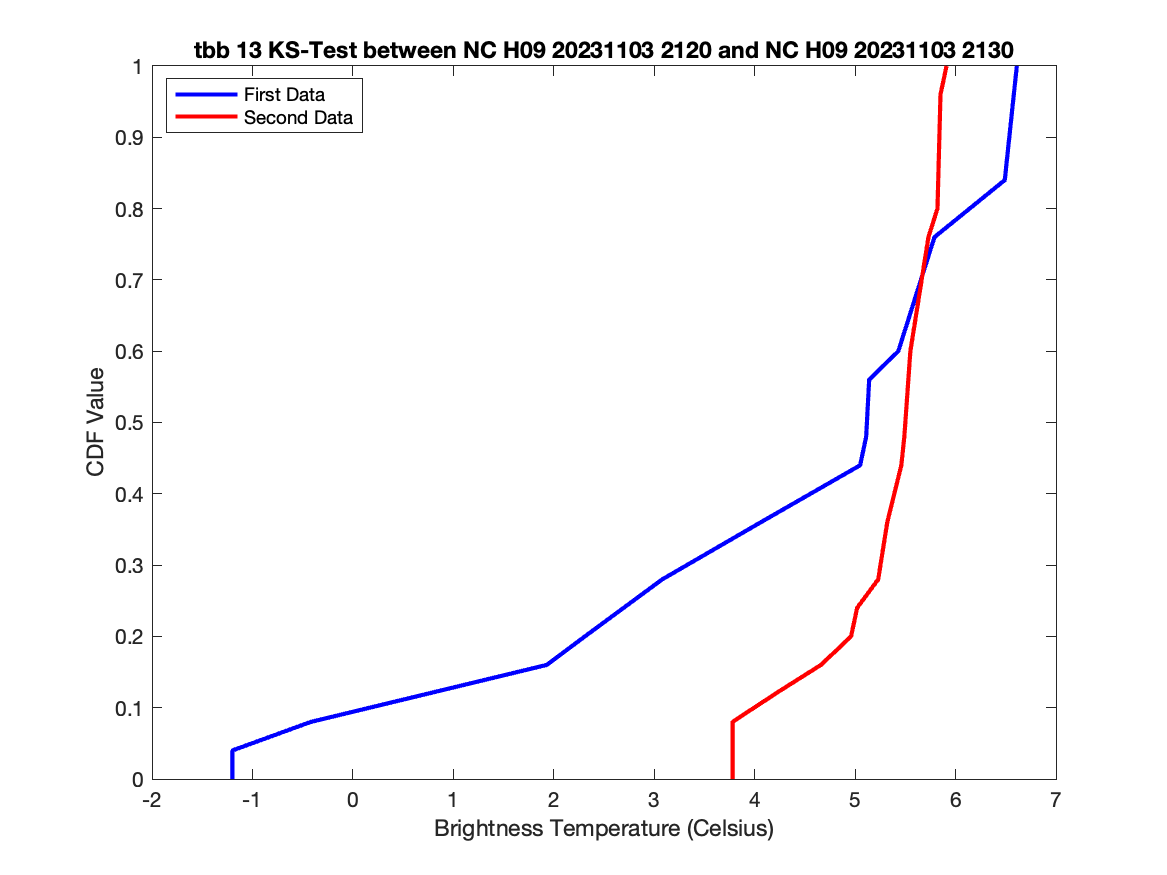 tbb 13 KS-Test between NC H09 20231103 2120 and NC H09 20231103 2130
First Data
Second Data
1
0.9
0.8
0.7
0.6
0.5
0.4
0.3
0.2
0.1
0
CDF Value
-2 -1 0 1 2 3 4 5 6 7
Brightness Temperature (Celsius)